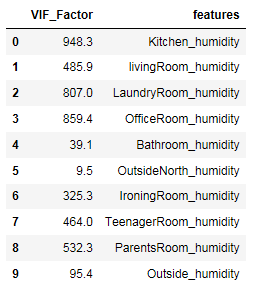 VIF_Factor features
0 948.3 Kitchen_humidity
1 485.9 livingRoom_humidity
2 807.0 LaundryRoom_humidity
3 859.4 OfficeRoom_humidity
4 39.1 Bathroom_humidity
5 9.5 OutsideNorth_humidity
6 325.3 IroningRoom_humidity
7 464.0 TeenagerRoom_humidity
8 532.3 ParentsRoom_humidity
9 95.4 Outside_humidity